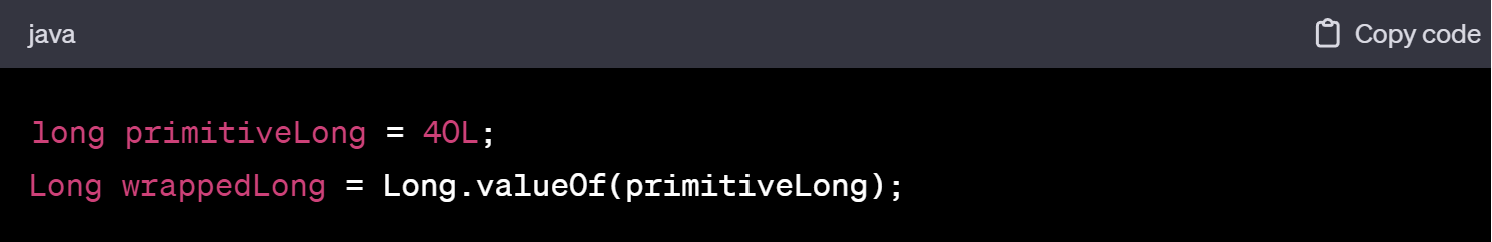 java
Copy code
long primitiveLong = 40L;
Long wrappedLong = Long.valueOf(primitiveLong);